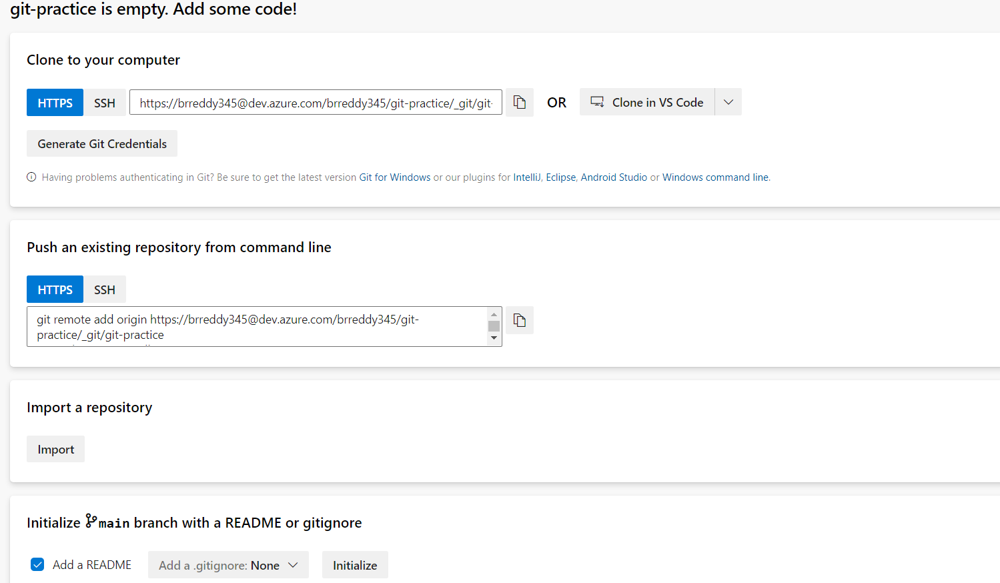 git-practice is empty. Add some code!
Clone to your computer
HTTPS SSH https://brreddy345@dev.azure.com/brreddy345/git-practice/_git/git- OR Clone in VS Code
Generate Git Credentials
Having problems authenticating in Git? Be sure to get the latest version Git for Windows or our plugins for IntelliJ, Eclipse, Android Studio or Windows command line.
Push an existing repository from command line
HTTPS SSH
git remote add origin https://brreddy345@dev.azure.com/brreddy345/git-
practice/_git/git-practice
Import a repository
Import
Initialize main branch with a README or gitignore
Add a README Add a .gitignore: None Initialize